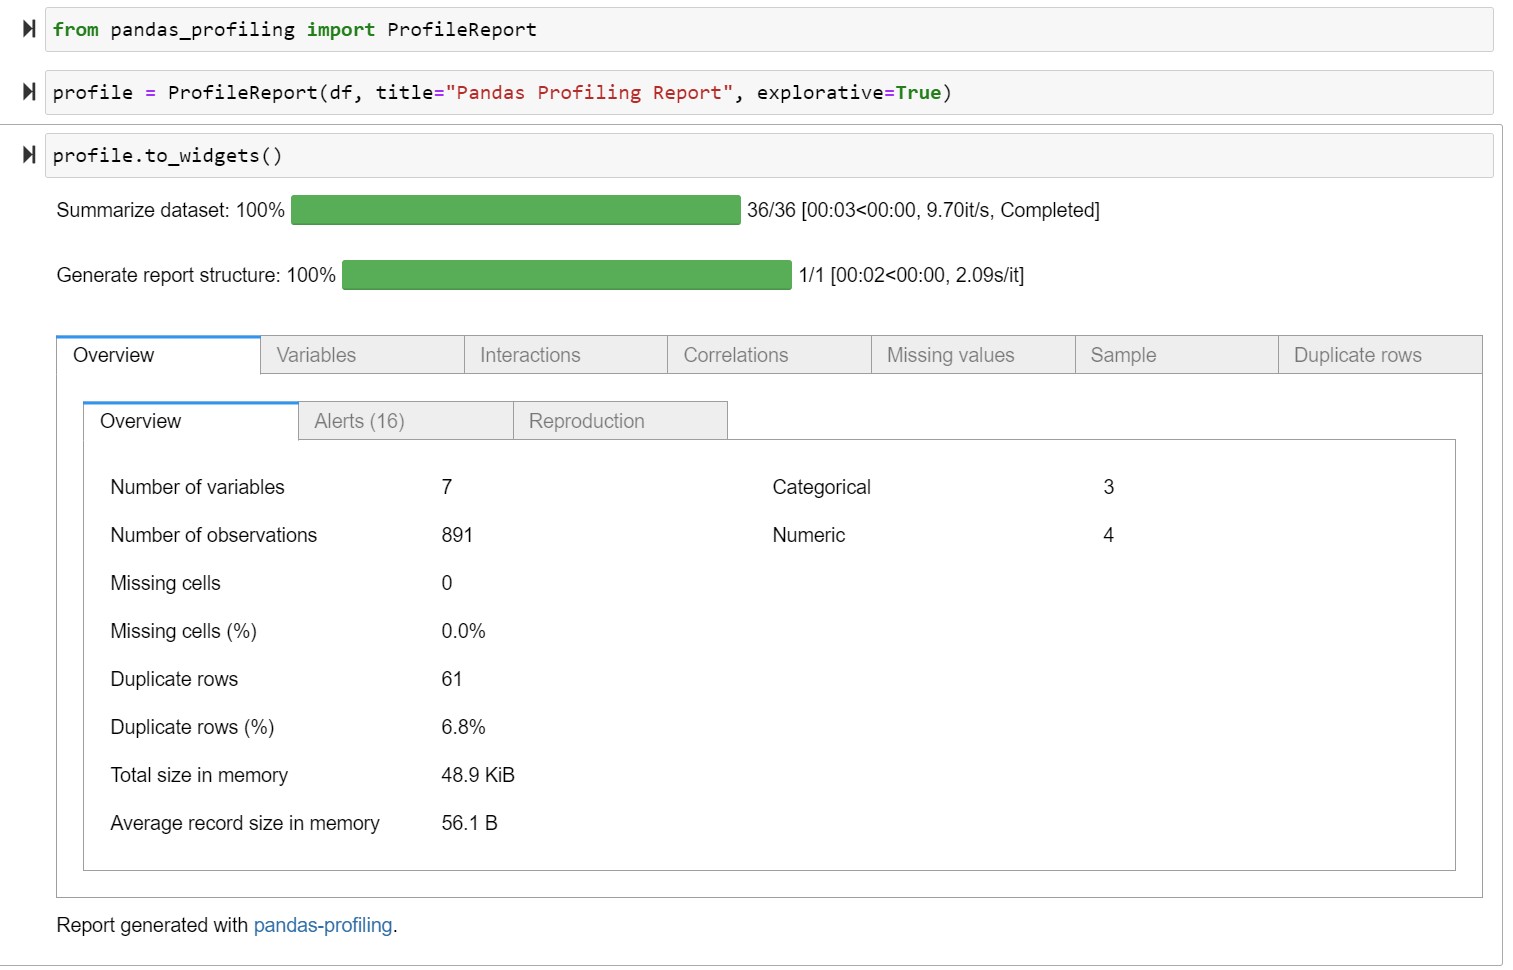 from pandas_profiling import ProfileReport
profile = ProfileReport(df, title="Pandas Profiling Report", explorative=True)
profile.to_widgets()
Summarize dataset: 100% 36/36 [00:03<00:00, 9.70it/s, Completed]
Generate report structure: 100% 1/1 [00:02<00:00, 2.09s/it]
Overview Variables Interactions Correlations Missing values Sample Duplicate rows
Overview Alerts (16) Reproduction
Number of variables 7 Categorical 3
Number of observations 891 Numeric 4
Missing cells 0
Missing cells (%) 0.0%
Duplicate rows 61
Duplicate rows (%) 6.8%
Total size in memory 48.9 KiB
Average record size in memory 56.1 B
Report generated with pandas-profiling.